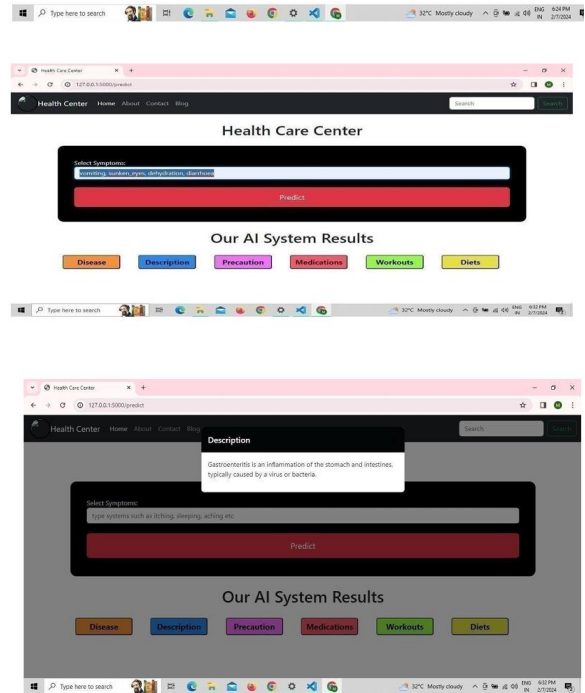 Type here to search 32°C Mostly cloudy ENG 6:24 PM
IN 2/7/2024
Health Care Center
127.0.0.1:5000/predict
Health Center Home About Contact Blog Search Search
Health Care Center
Select Symptoms:
vomiting, sunken_eyes, dehydration, diarrhoea
Predict
Our AI System Results
Disease Description Precaution Medications Workouts Diets
Type here to search 32°C Mostly cloudy ENG 6:32 PM
IN 2/7/2024
Health Care Center
127.0.0.1:5000/predict
Health Center Home About Contact Blog Search Search
Description
Gastroenteritis is an inflammation of the stomach and intestines,
typically caused by a virus or bacteria.
Select Symptoms:
type systems such as itching, sleeping, aching etc
Predict
Our AI System Results
Disease Description Precaution Medications Workouts Diets
Type here to search 32°C Mostly cloudy ENG 6:32 PM
IN 2/7/2024